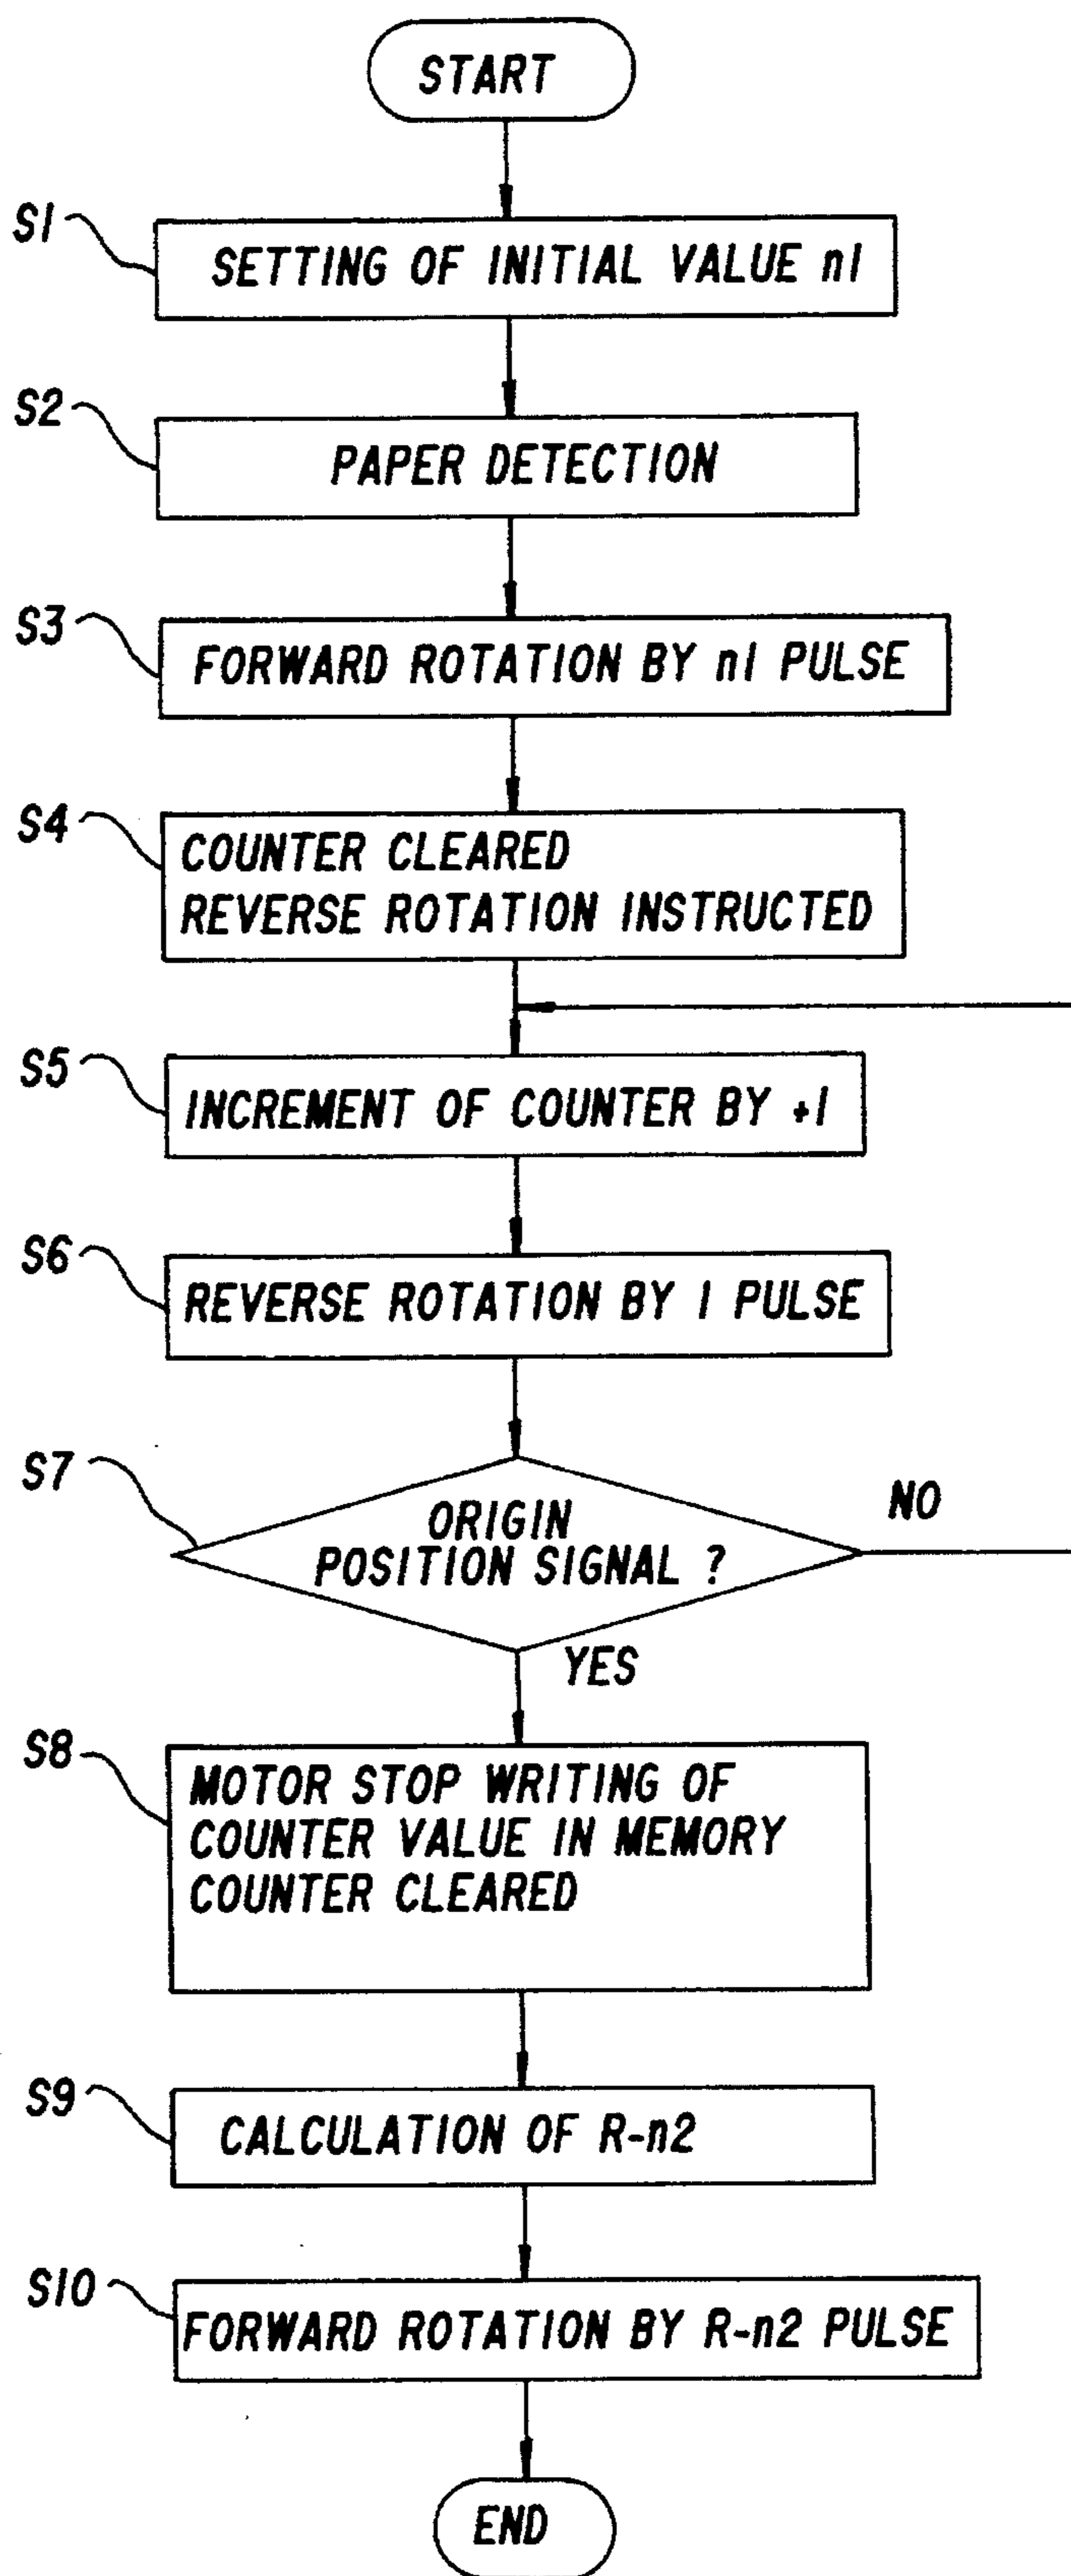 START
S1
SETTING OF INITIAL VALUE n1
S2
PAPER DETECTION
S3
FORWARD ROTATION BY n1 PULSE
S4
COUNTER CLEARED
REVERSE ROTATION INSTRUCTED
S5
INCREMENT OF COUNTER BY +1
S6
REVERSE ROTATION BY 1 PULSE
S7
ORIGIN
POSITION SIGNAL ?
NO
YES
S8
MOTOR STOP WRITING OF
COUNTER VALUE IN MEMORY
COUNTER CLEARED
S9
CALCULATION OF R-n2
S10
FORWARD ROTATION BY R-n2 PULSE
END